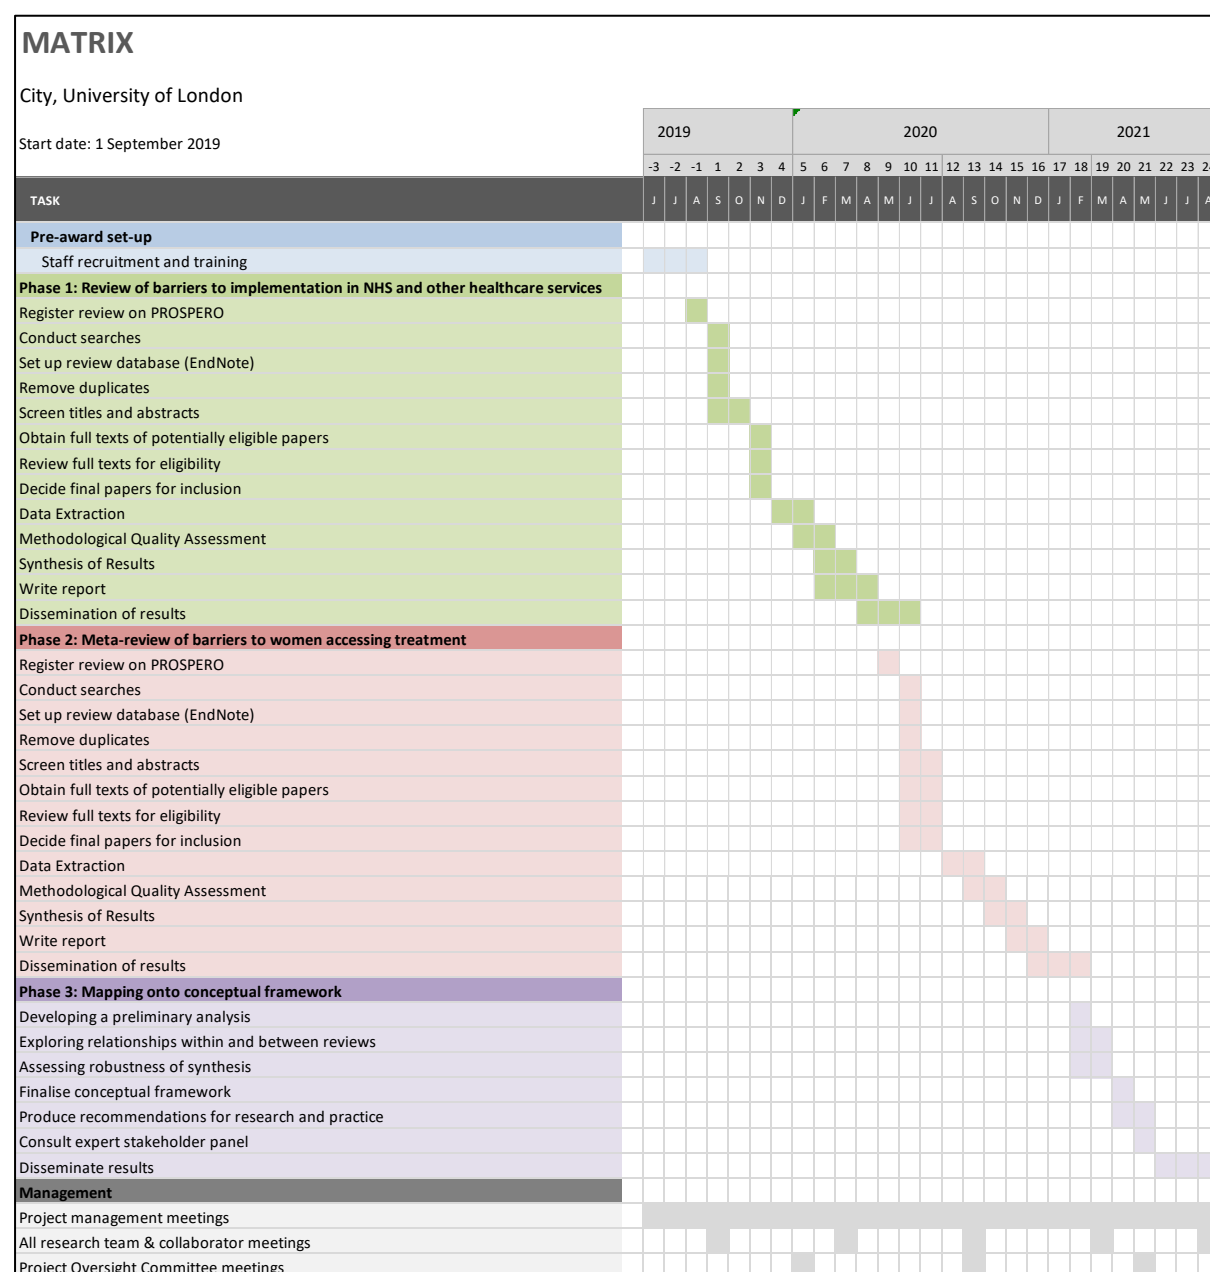 MATRIX
City, University of London
Start date: 1 September 2019
2019 2020 2021
-3 -2 -1 1 2 3 4 5 6 7 8 9 10 11 12 13 14 15 16 17 18 19 20 21 22 23
TASK J J A S O N D J F M A M J J A S O N D J F M A M J J A
Pre-award set-up
Staff recruitment and training
Phase 1: Review of barriers to implementation in NHS and other healthcare services
Register review on PROSPERO
Conduct searches
Set up review database (EndNote)
Remove duplicates
Screen titles and abstracts
Obtain full texts of potentially eligible papers
Review full texts for eligibility
Decide final papers for inclusion
Data Extraction
Methodological Quality Assessment
Synthesis of Results
Write report
Dissemination of results
Phase 2: Meta-review of barriers to women accessing treatment
Register review on PROSPERO
Conduct searches
Set up review database (EndNote)
Remove duplicates
Screen titles and abstracts
Obtain full texts of potentially eligible papers
Review full texts for eligibility
Decide final papers for inclusion
Data Extraction
Methodological Quality Assessment
Synthesis of Results
Write report
Dissemination of results
Phase 3: Mapping onto conceptual framework
Developing a preliminary analysis
Exploring relationships within and between reviews
Assessing robustness of synthesis
Finalise conceptual framework
Produce recommendations for research and practice
Consult expert stakeholder panel
Disseminate results
Management
Project management meetings
All research team & collaborator meetings
Project Oversight Committee meetings